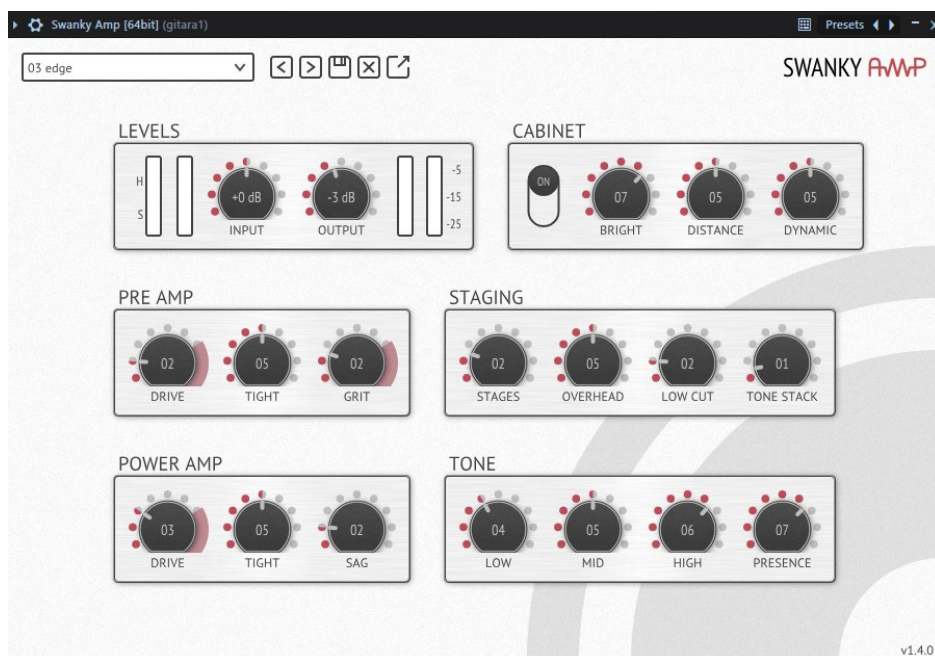 Swanky Amp [64bit] (gitara1) Presets
03 edge
SWANKY AMP
LEVELS
H
S
+0 dB
INPUT
-3 dB
OUTPUT
-5
-15
-25
CABINET
ON
07
BRIGHT
05
DISTANCE
05
DYNAMIC
PRE AMP
02
DRIVE
05
TIGHT
02
GRIT
STAGING
02
STAGES
05
OVERHEAD
02
LOW CUT
01
TONE STACK
POWER AMP
03
DRIVE
05
TIGHT
02
SAG
TONE
04
LOW
05
MID
06
HIGH
07
PRESENCE
v1.4.0